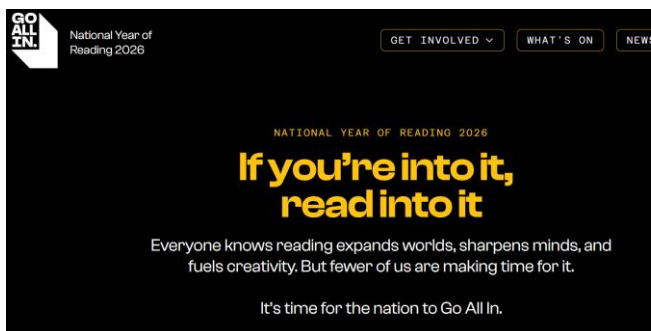 GO
ALL
IN.
National Year of
Reading 2026
GET INVOLVED
WHAT'S ON
NEWS
NATIONAL YEAR OF READING 2026
If you're into it,
read into it
Everyone knows reading expands worlds, sharpens minds, and
fuels creativity. But fewer of us are making time for it.
It's time for the nation to Go All In.